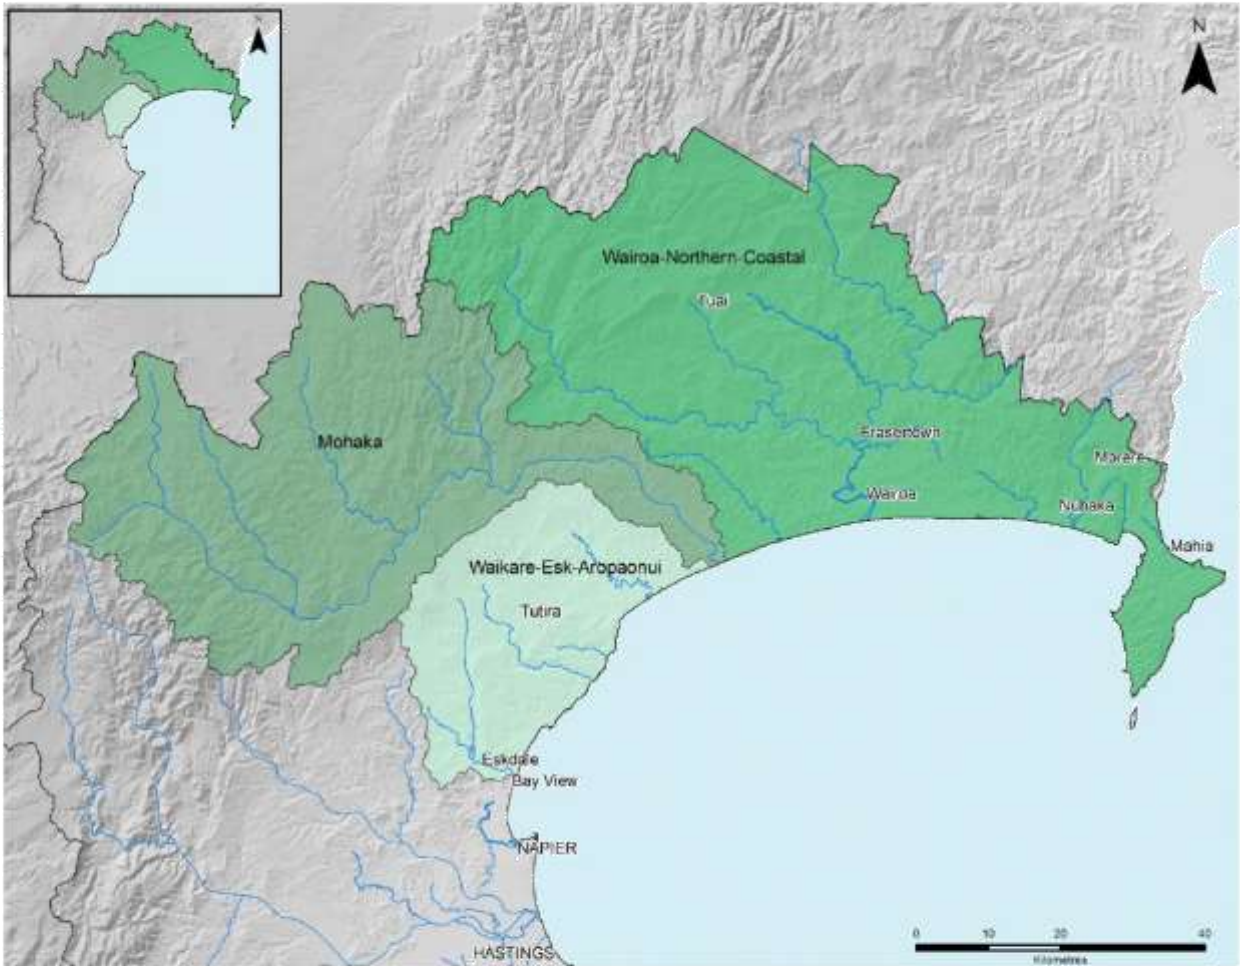 N
N
Wairoa-Northern-Coastal
Tuai
Mohaka
Frasertown
Morere
Wairoa
Nuhaka
Mahia
Waikare-Esk-Aropaonui
Tutira
Eskdale
Bay View
NAPIER
HASTINGS
0 10 20 40
Kilometres